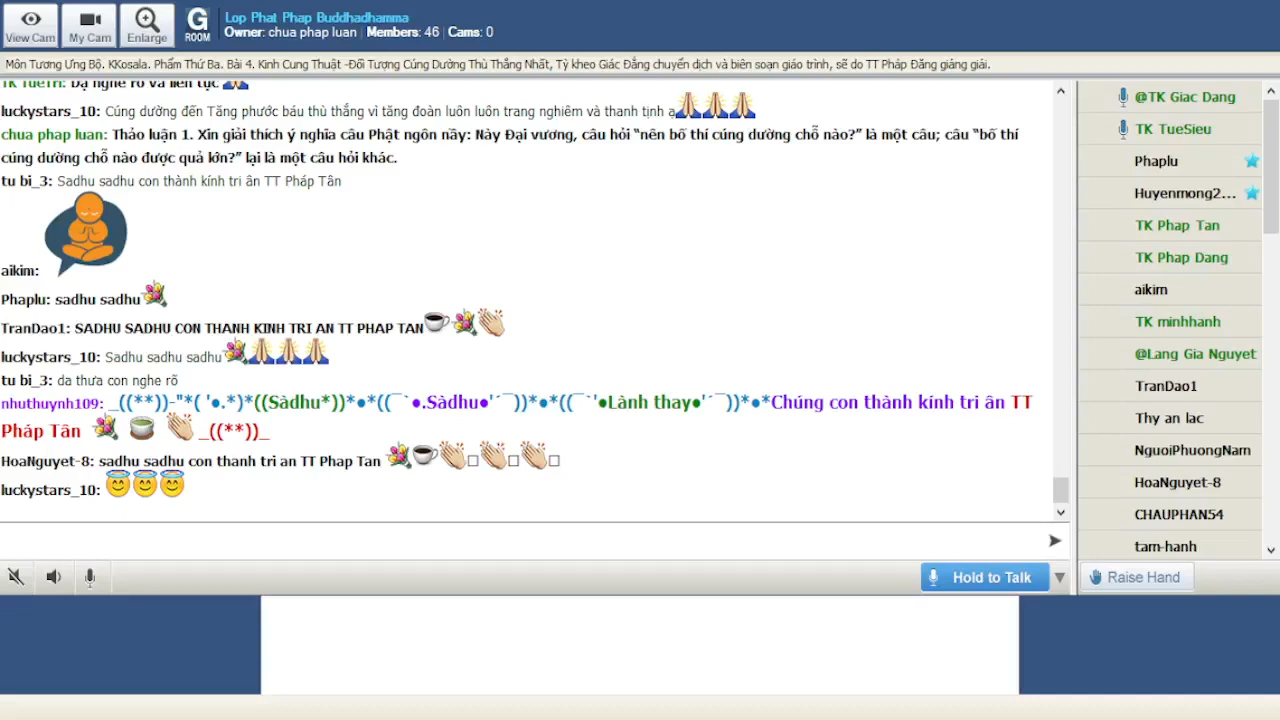 View Cam
My Cam
Enlarge
G
ROOM
Lop Phat Phap Buddhadhamma
Owner: chua phap luan | Members: 46 | Cams: 0
Môn Tương Ưng Bộ. KKosala. Phẩm Thứ Ba. Bài 4. Kinh Cung Thuật -Đối Tượng Cúng Dường Thù Thắng Nhất, Tỳ kheo Giác Đẳng chuyển dịch và biên soạn giáo trình, sẽ do TT Pháp Đăng giảng giải.
TK TueTri: Dạ nghe rõ và liên tục
luckystars_10: Cúng dường đến Tăng phước báu thù thắng vì tăng đoàn luôn luôn trang nghiêm và thanh tịnh ạ
chua phap luan: Thảo luận 1. Xin giải thích ý nghĩa câu Phật ngôn nầy: Này Đại vương, câu hỏi “nên bố thí cúng dường chỗ nào?” là một câu; câu “bố thí
cúng dường chỗ nào được quả lớn?” lại là một câu hỏi khác.
tu bi_3: Sadhu sadhu con thành kính tri ân TT Pháp Tân
aikim:
Phaplu: sadhu sadhu
TranDao1: SADHU SADHU CON THANH KINH TRI AN TT PHAP TAN
luckystars_10: Sadhu sadhu sadhu
tu bi_3: da thưa con nghe rõ
nhuthuynh109: _((**))-"*( '●.*)*((Sàdhu*))*●*((¯`●.Sàdhu●'´¯))*●*((¯`'●Lành thay●'´¯))*●*Chúng con thành kính tri ân TT
Pháp Tân _((**))_
HoaNguyet-8: sadhu sadhu con thanh tri an TT Phap Tan
luckystars_10:
Hold to Talk
@TK Giac Dang
TK TueSieu
Phaplu
Huyenmong2...
TK Phap Tan
TK Phap Dang
aikim
TK minhhanh
@Lang Gia Nguyet
TranDao1
Thy an lac
NguoiPhuongNam
HoaNguyet-8
CHAUPHAN54
tam-hanh
Raise Hand